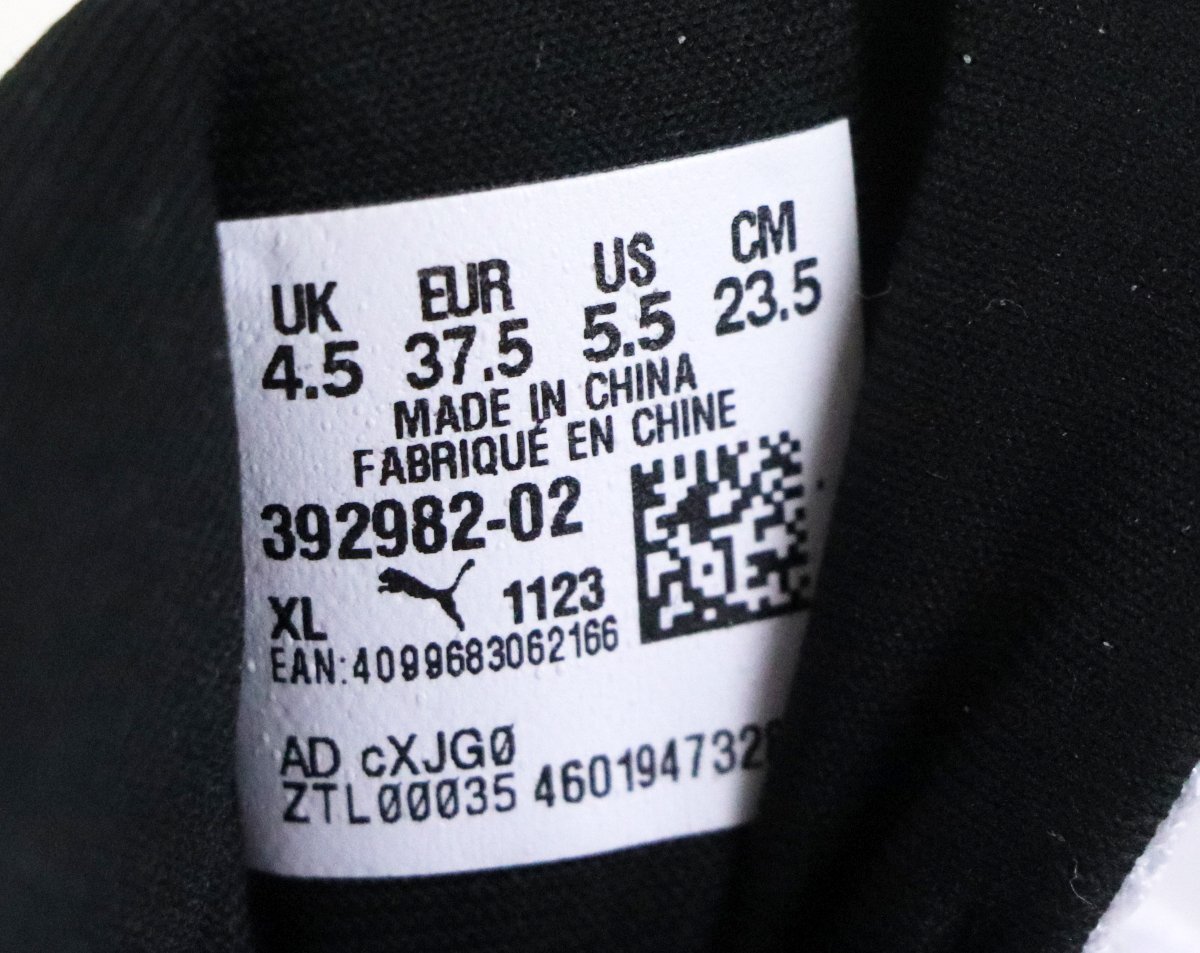 UK EUR US CM
4.5 37.5 5.5 23.5
MADE IN CHINA
FABRIQUÉ EN CHINE
392982-02
XL 1123
EAN:4099683062166
AD cXJG0
ZTL00035